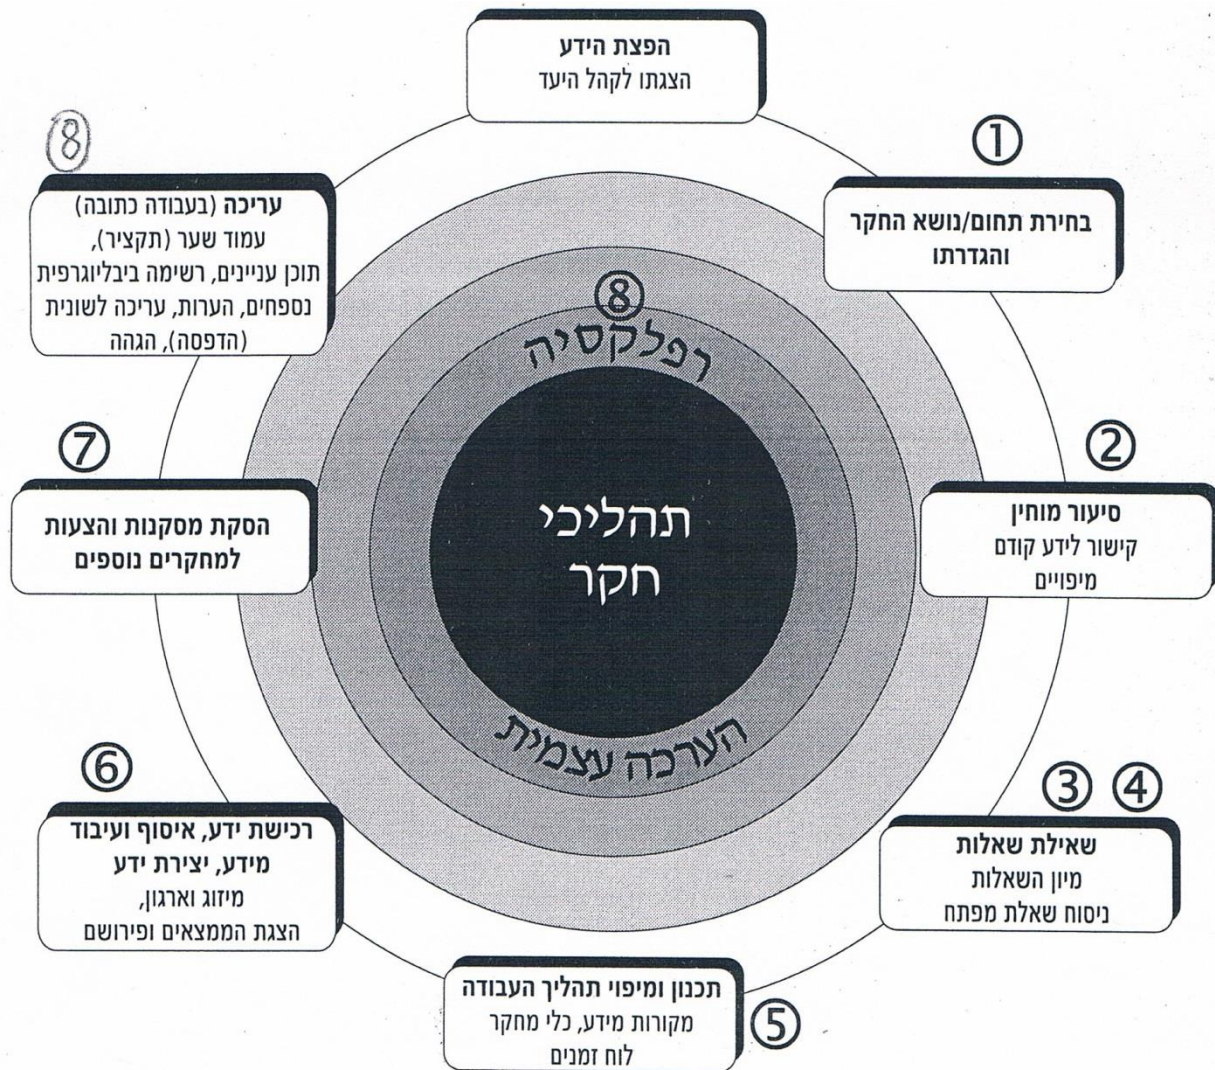 הפצת הידע
הצגתו לקהל היעד
①
בחירת תחום/נושא החקר
והגדרתו
②
סיעור מוחין
קישור לידע קודם
מיפויים
③ ④
שאילת שאלות
מיון השאלות
ניסוח שאלת מפתח
⑤
תכנון ומיפוי תהליך העבודה
מקורות מידע, כלי מחקר
לוח זמנים
⑥
רכישת ידע, איסוף ועיבוד
מידע, יצירת ידע
מיזוג וארגון,
הצגת הממצאים ופירושם
⑦
הסקת מסקנות והצעות
למחקרים נוספים
⑧
עריכה (בעבודה כתובה)
עמוד שער (תקציר),
תוכן עניינים, רשימה ביבליוגרפית
נספחים, הערות, עריכה לשונית
(הדפסה), הגהה
⑧
רפלקסיה
תהליכי
חקר
הערכה עצמית